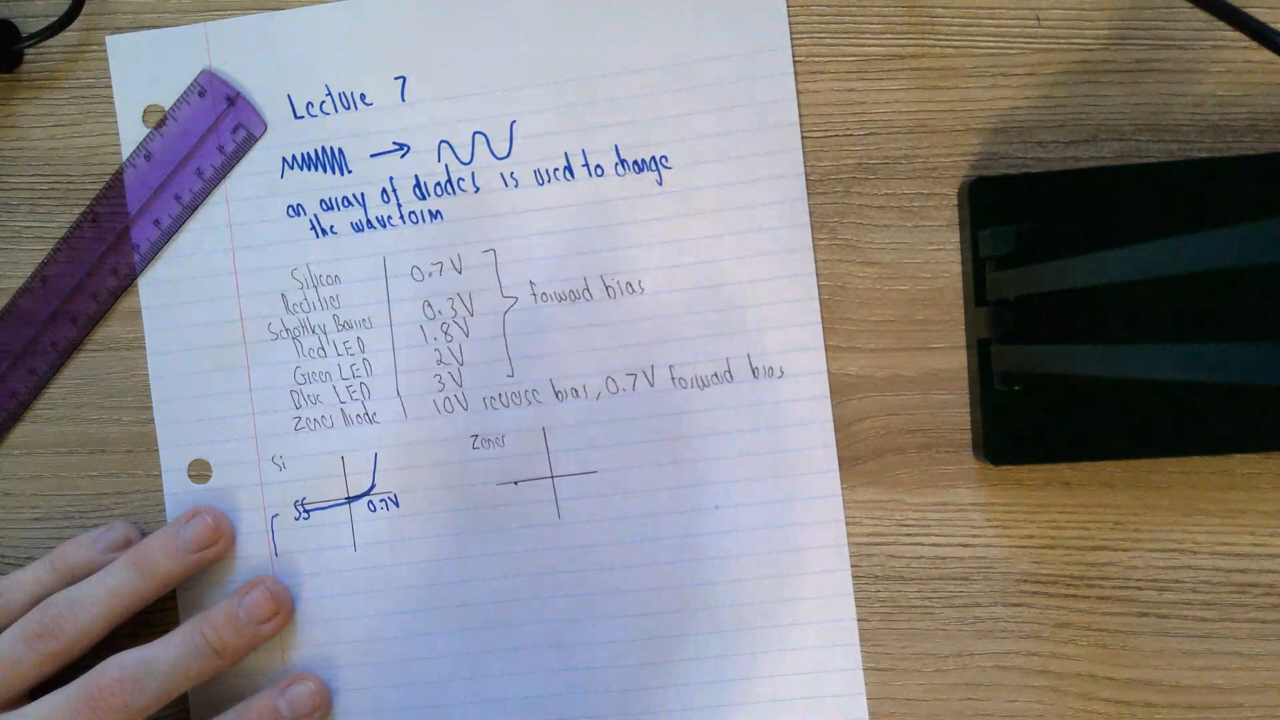 Lecture 7
an array of diodes is used to change
the waveform
Silicon 0.7V
Rectifier
Schottky Barrier 0.3V
Red LED 1.8V
Green LED 2V
Blue LED 3V
Zener Diode 10V reverse bias, 0.7V forward bias
forward bias
Si
0.7V
Zener